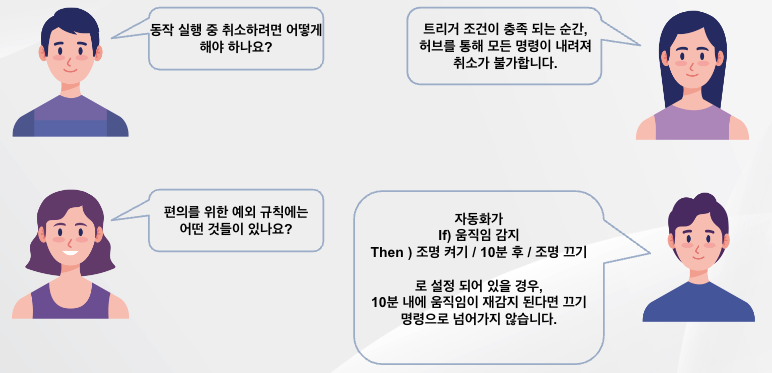 동작 실행 중 취소하려면 어떻게
해야 하나요?
트리거 조건이 충족 되는 순간,
허브를 통해 모든 명령이 내려져
취소가 불가합니다.
편의를 위한 예외 규칙에는
어떤 것들이 있나요?
자동화가
If) 움직임 감지
Then ) 조명 켜기 / 10분 후 / 조명 끄기
로 설정 되어 있을 경우,
10분 내에 움직임이 재감지 된다면 끄기
명령으로 넘어가지 않습니다.